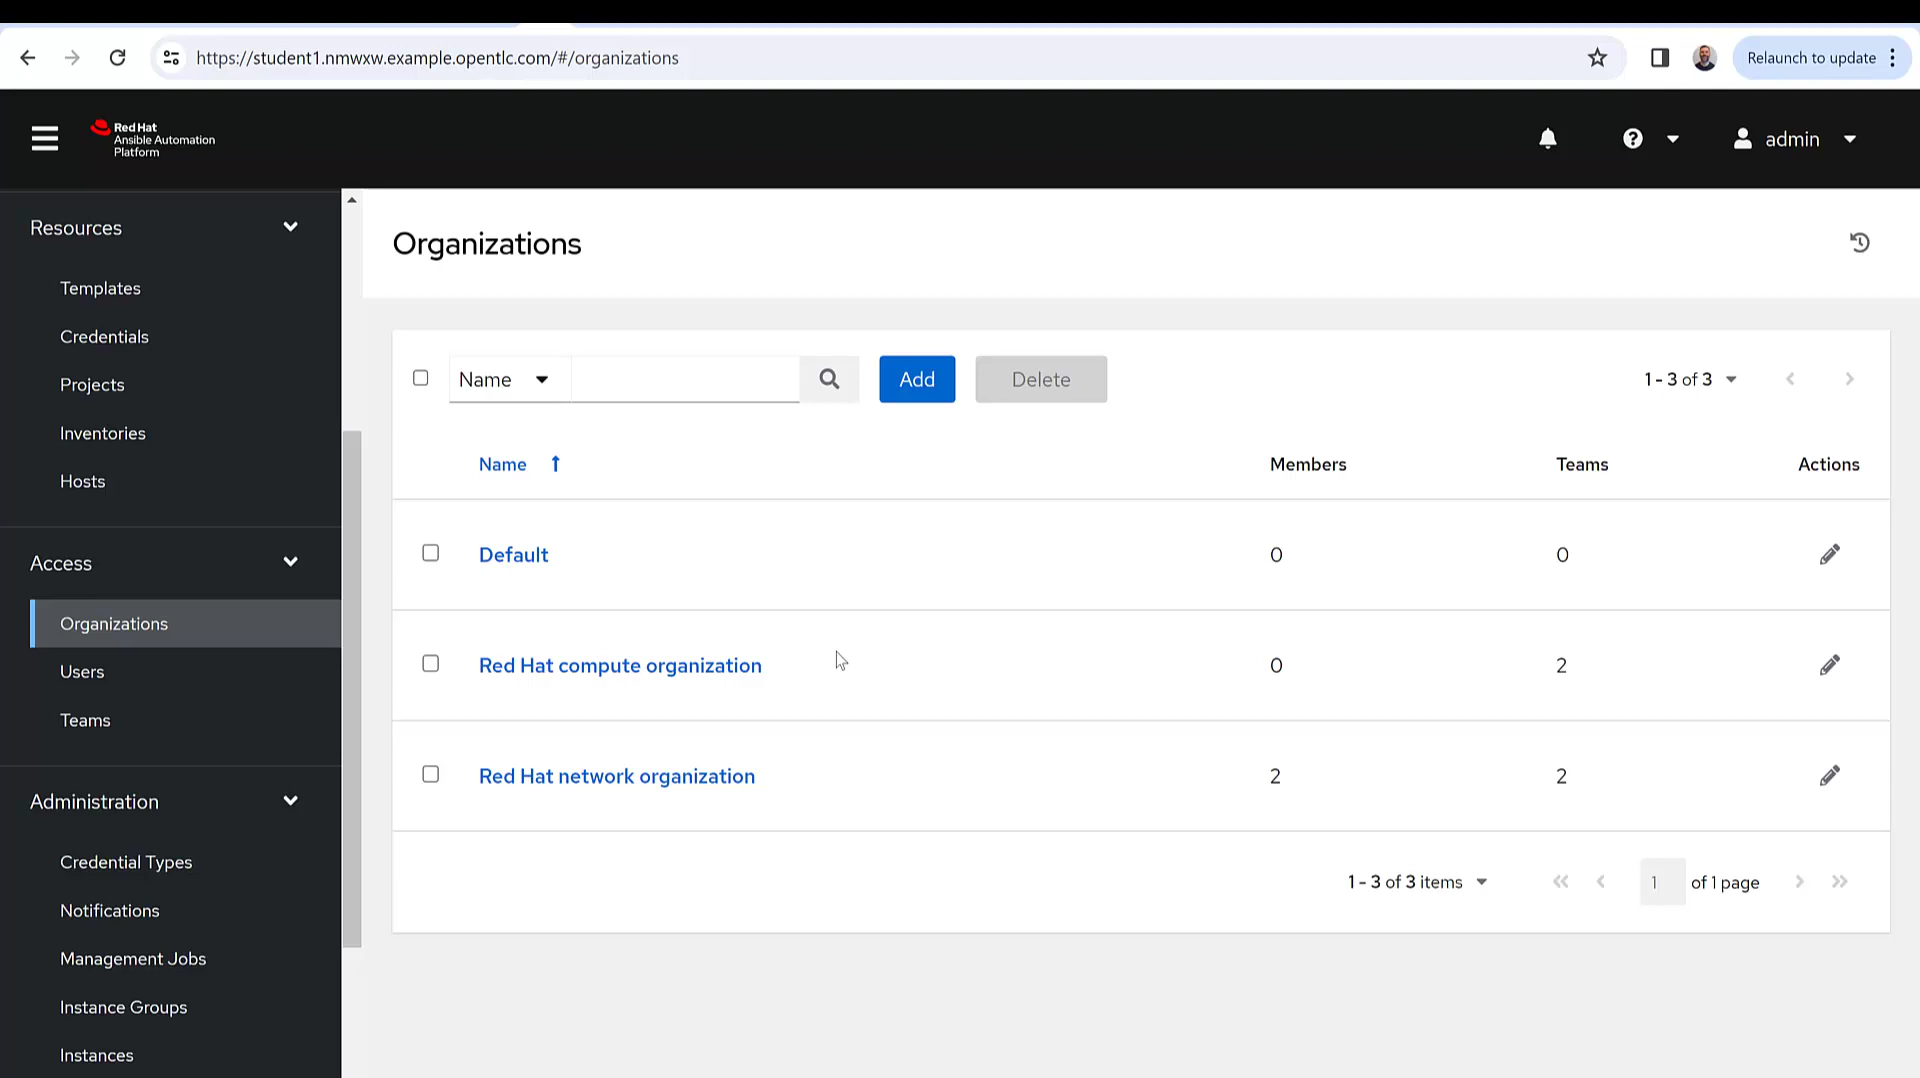 https://student1.nmwxw.example.opentlc.com/#/organizations
Relaunch to update
Red Hat
Ansible Automation
Platform
admin
Resources
Templates
Credentials
Projects
Inventories
Hosts
Access
Organizations
Users
Teams
Administration
Credential Types
Notifications
Management Jobs
Instance Groups
Instances
Organizations
Name
Add
Delete
1 - 3 of 3
Name
Members
Teams
Actions
Default
0
0
Red Hat compute organization
0
2
Red Hat network organization
2
2
1 - 3 of 3 items
1
of 1 page